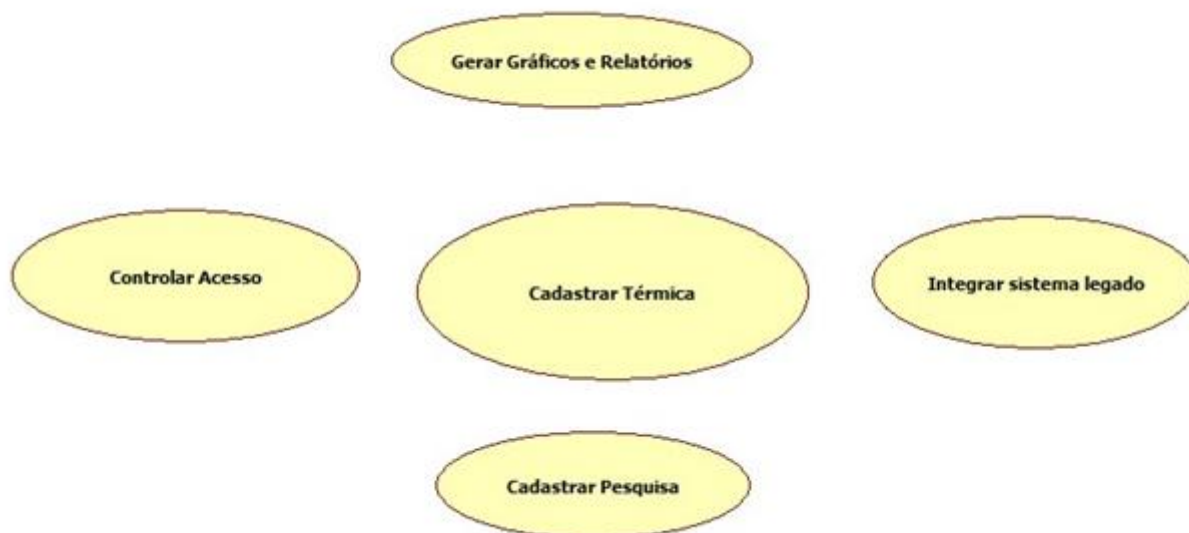 Gerar Gráficos e Relatórios
Controlar Acesso
Cadastrar Térmica
Integrar sistema legado
Cadastrar Pesquisa